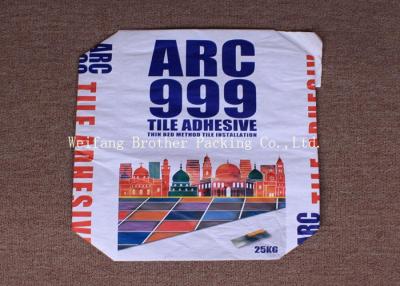 ARC
999
TILE ADHESIVE
THIN BED METHOD TILE INSTALLATION
Weifang Brother Packing Co.,Ltd.
25KG
ARC TILE ADHESIVE
ARC TILE ADHESIVE